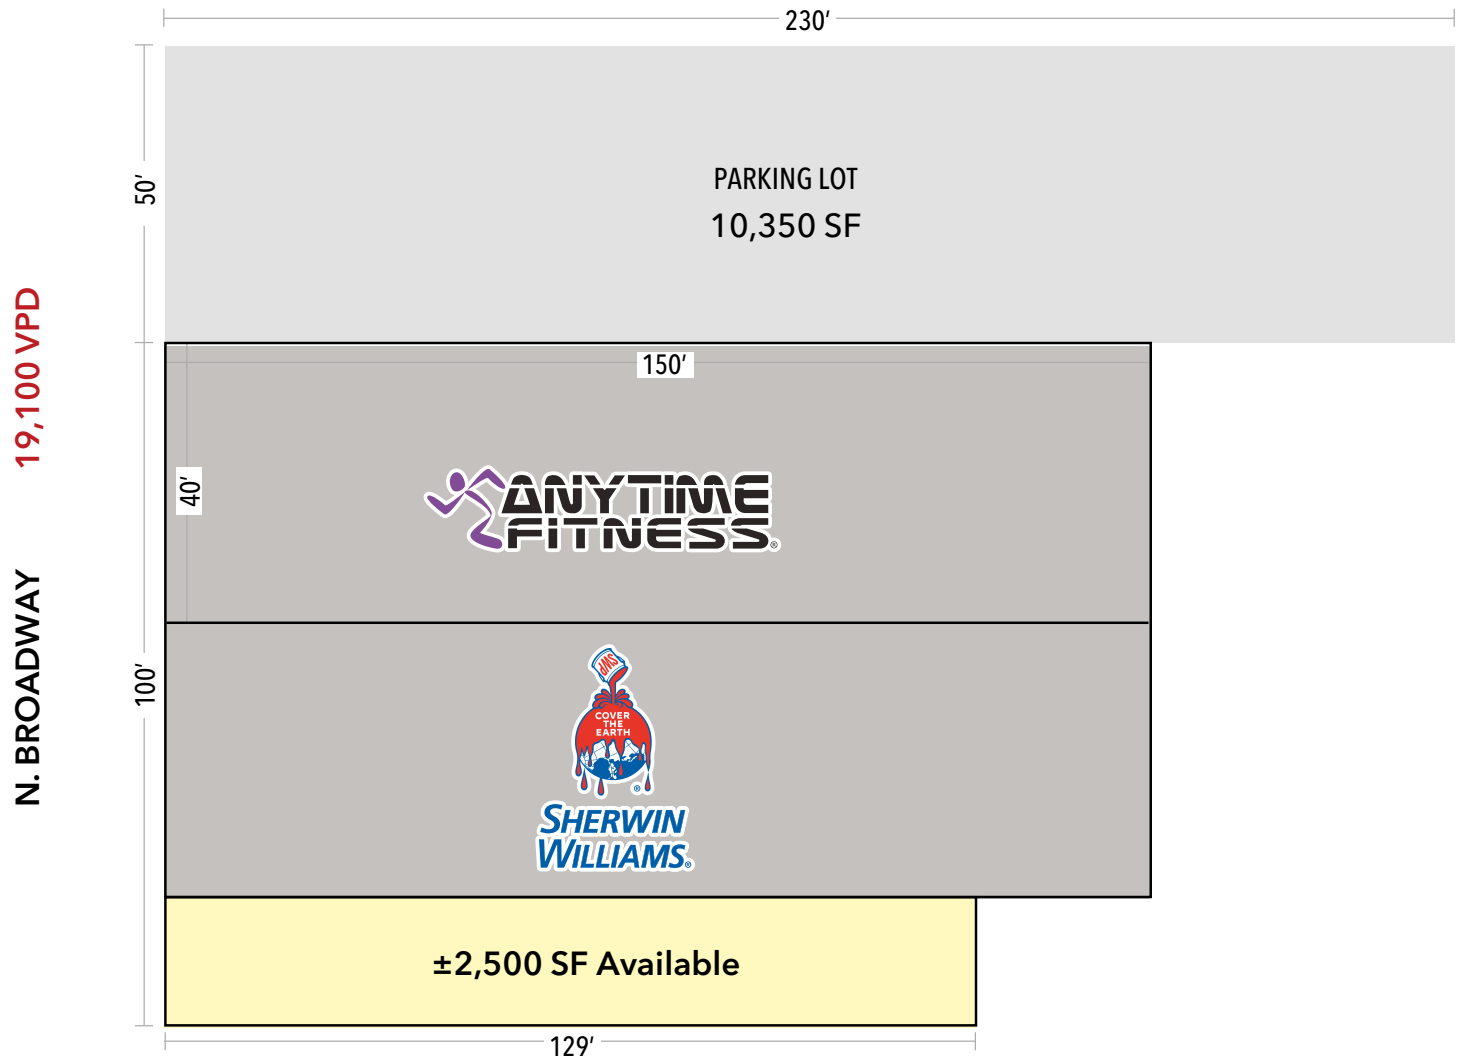 230′
50′
PARKING LOT
10,350 SF
19,100 VPD
N. BROADWAY
150′
40′
ANYTIME
FITNESS®
100′
SWP
COVER
THE
EARTH
®
SHERWIN
WILLIAMS®
±2,500 SF Available
129′